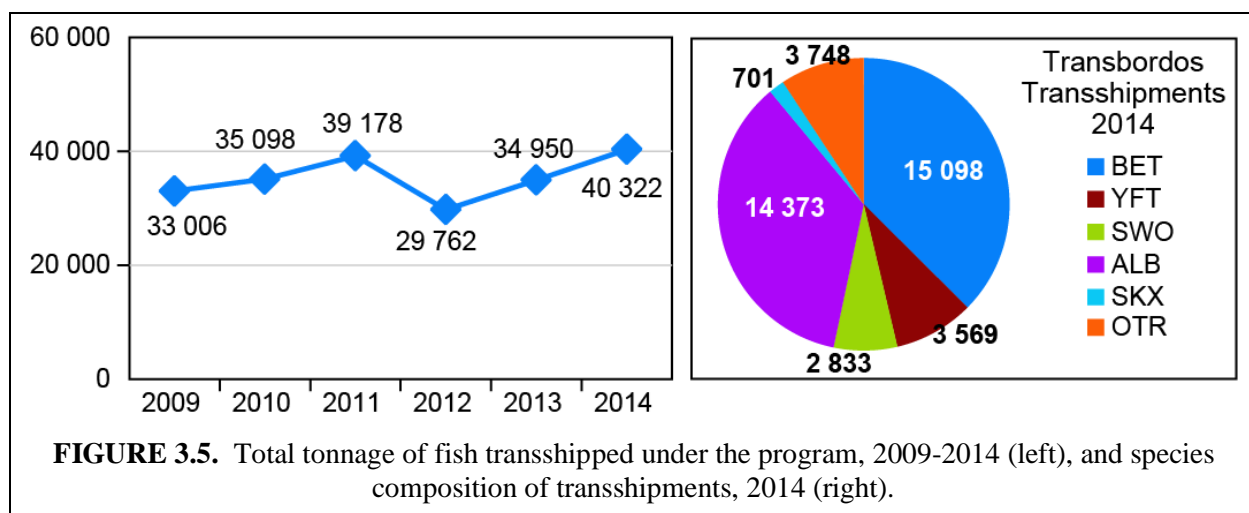 60 000
40 000
20 000
0
33 006
35 098
39 178
29 762
34 950
40 322
2009 2010 2011 2012 2013 2014
Transbordos
Transshipments
2014
BET
YFT
SWO
ALB
SKX
OTR
15 098
3 569
2 833
14 373
701
3 748
FIGURE 3.5. Total tonnage of fish transshipped under the program, 2009-2014 (left), and species
composition of transshipments, 2014 (right).